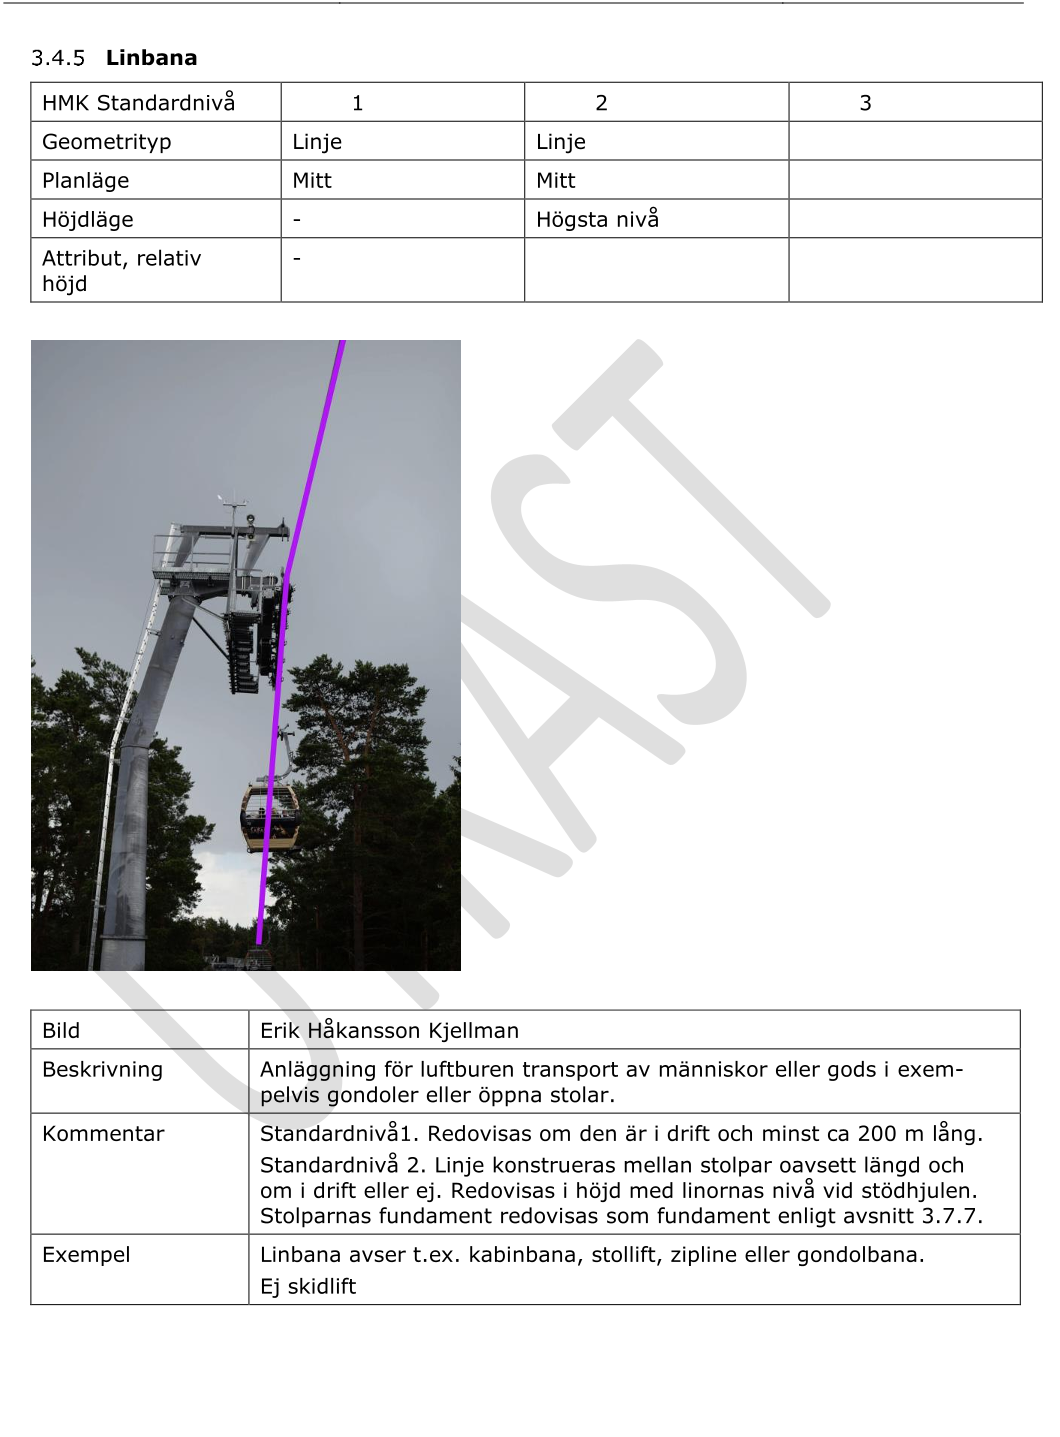 3.4.5 Linbana
HMK Standardnivå 1 2 3
Geometrityp Linje Linje
Planläge Mitt Mitt
Höjdläge - Högsta nivå
Attribut, relativ -
höjd
UTKAST
Bild Erik Håkansson Kjellman
Beskrivning Anläggning för luftburen transport av människor eller gods i exem-
pelvis gondoler eller öppna stolar.
Kommentar Standardnivå1. Redovisas om den är i drift och minst ca 200 m lång.
Standardnivå 2. Linje konstrueras mellan stolpar oavsett längd och
om i drift eller ej. Redovisas i höjd med linornas nivå vid stödhjulen.
Stolparnas fundament redovisas som fundament enligt avsnitt 3.7.7.
Exempel Linbana avser t.ex. kabinbana, stollift, zipline eller gondolbana.
Ej skidlift